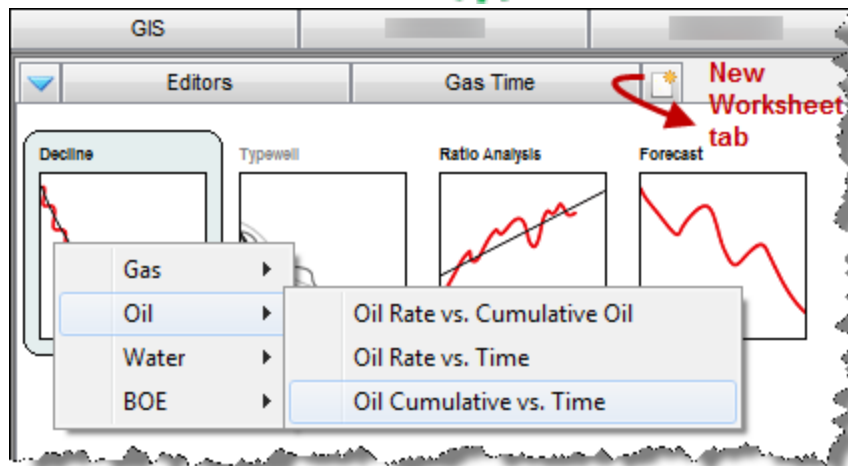 GIS
Editors
Gas Time
New
Worksheet
tab
Decline
Typewell
Ratio Analysis
Forecast
Gas
Oil
Water
BOE
Oil Rate vs. Cumulative Oil
Oil Rate vs. Time
Oil Cumulative vs. Time